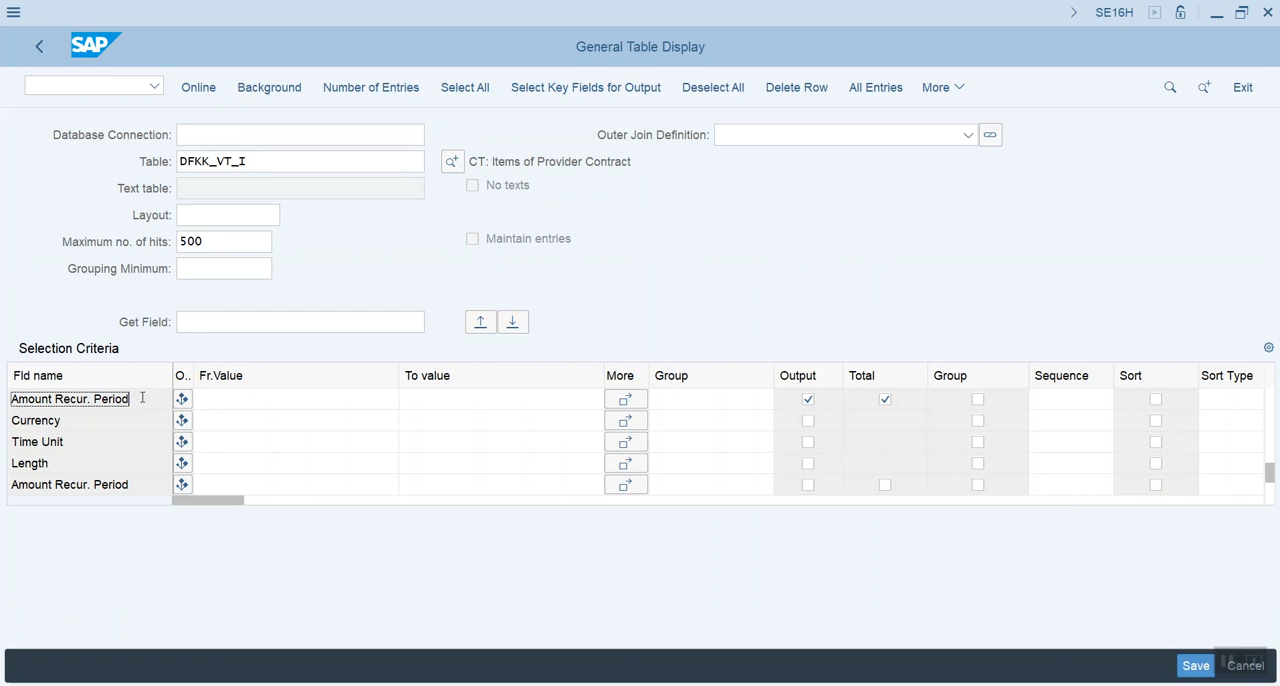 SE16H
SAP
General Table Display
Online Background Number of Entries Select All Select Key Fields for Output Deselect All Delete Row All Entries More Exit
Database Connection: Outer Join Definition:
Table: DFKK_VT_I CT: Items of Provider Contract
Text table: No texts
Layout:
Maximum no. of hits: 500 Maintain entries
Grouping Minimum:
Get Field:
Selection Criteria
Fld name O.. Fr.Value To value More Group Output Total Group Sequence Sort Sort Type
Amount Recur. Period
Currency
Time Unit
Length
Amount Recur. Period
Save Cancel